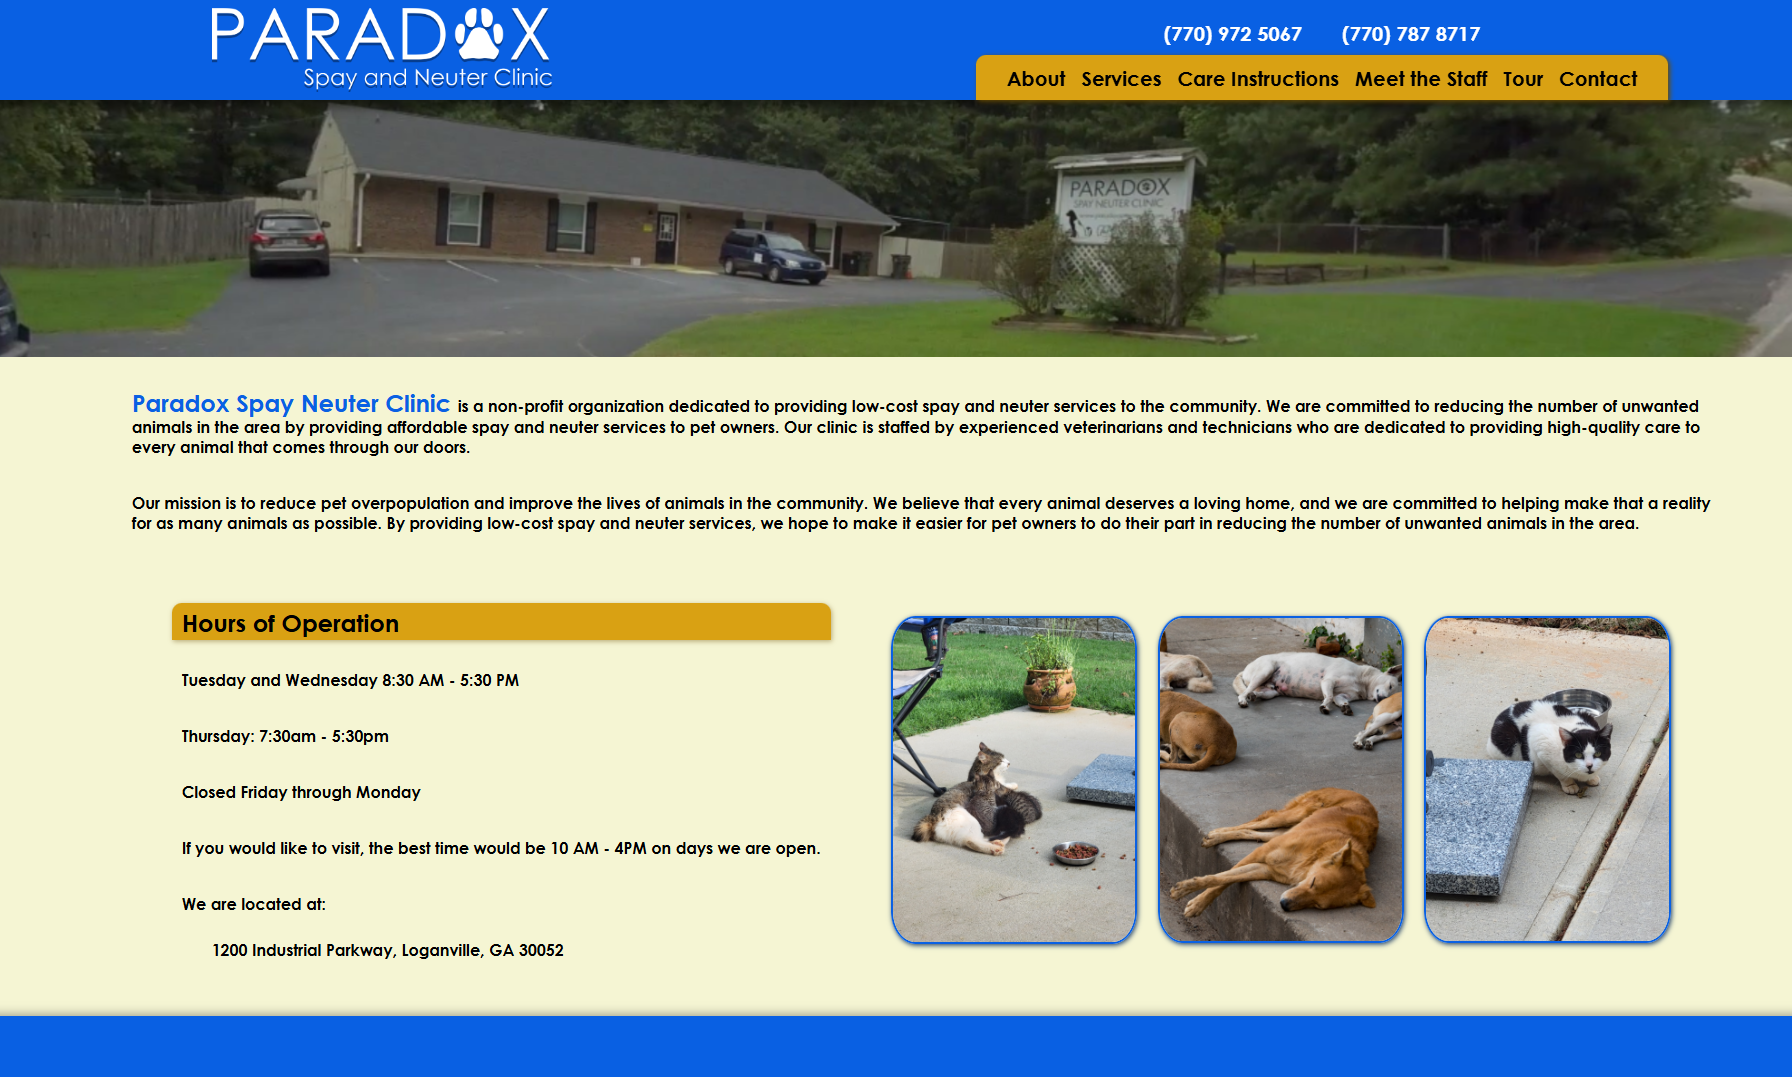 PARADOX
Spay and Neuter Clinic
(770) 972 5067 (770) 787 8717
About Services Care Instructions Meet the Staff Tour Contact
PARADOX
SPAY NEUTER CLINIC
Paradox Spay Neuter Clinic is a non-profit organization dedicated to providing low-cost spay and neuter services to the community. We are committed to reducing the number of unwanted
animals in the area by providing affordable spay and neuter services to pet owners. Our clinic is staffed by experienced veterinarians and technicians who are dedicated to providing high-quality care to
every animal that comes through our doors.
Our mission is to reduce pet overpopulation and improve the lives of animals in the community. We believe that every animal deserves a loving home, and we are committed to helping make that a reality
for as many animals as possible. By providing low-cost spay and neuter services, we hope to make it easier for pet owners to do their part in reducing the number of unwanted animals in the area.
Hours of Operation
Tuesday and Wednesday 8:30 AM - 5:30 PM
Thursday: 7:30am - 5:30pm
Closed Friday through Monday
If you would like to visit, the best time would be 10 AM - 4PM on days we are open.
We are located at:
1200 Industrial Parkway, Loganville, GA 30052